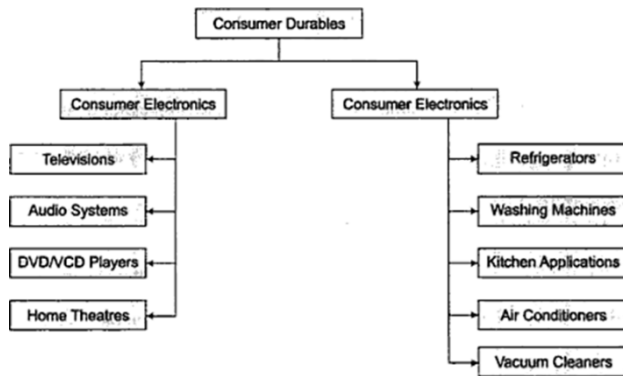 Consumer Durables
Consumer Electronics
Consumer Electronics
Televisions
Audio Systems
DVD/VCD Players
Home Theatres
Refrigerators
Washing Machines
Kitchen Applications
Air Conditioners
Vacuum Cleaners